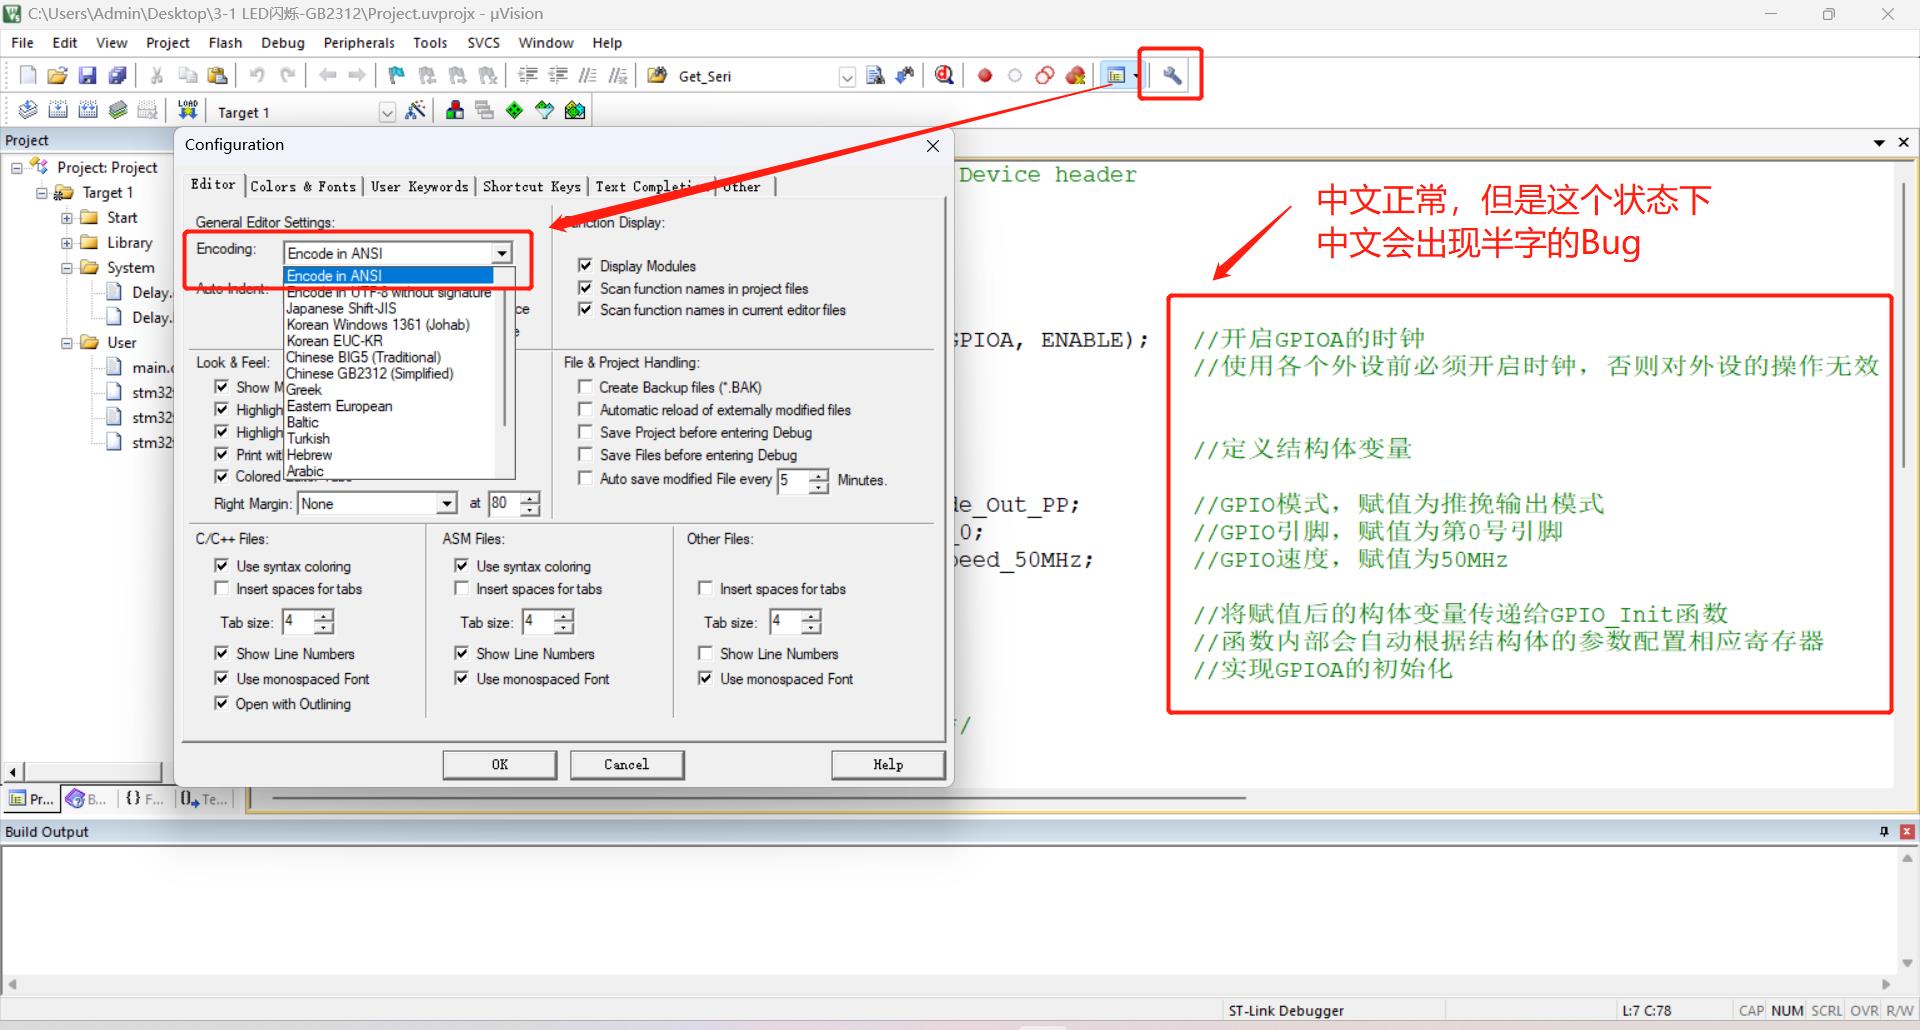 C:\Users\Admin\Desktop\3-1 LED闪烁-GB2312\Project.uvprojx - µVision
File Edit View Project Flash Debug Peripherals Tools SVCS Window Help
Get_Seri
LOAD
Target 1
Project
Project: Project
Target 1
Start
Library
System
Delay.
Delay.
User
main.
stm32
stm32
stm32
Configuration
Editor Colors & Fonts User Keywords Shortcut Keys Text Other
General Editor Settings:
Encoding: Encode in ANSI
Encode in ANSI
Encode in UTF-8 without signature
Japanese Shift-JIS
Korean Windows 1361 (Johab)
Korean EUC-KR
Chinese BIG5 (Traditional)
Chinese GB2312 (Simplified)
Greek
Eastern European
Baltic
Turkish
Hebrew
Arabic
Auto Indent:
Function Display:
Display Modules
Scan function names in project files
Scan function names in current editor files
Look & Feel:
Show M
Highligh
Highligh
Print wit
Colored
Right Margin: None at 80
File & Project Handling:
Create Backup files (*.BAK)
Automatic reload of externally modified files
Save Project before entering Debug
Save Files before entering Debug
Auto save modified File every 5 Minutes.
C/C++ Files:
Use syntax coloring
Insert spaces for tabs
Tab size: 4
Show Line Numbers
Use monospaced Font
Open with Outlining
ASM Files:
Use syntax coloring
Insert spaces for tabs
Tab size: 4
Show Line Numbers
Use monospaced Font
Other Files:
Insert spaces for tabs
Tab size: 4
Show Line Numbers
Use monospaced Font
OK Cancel Help
Device header
中文正常，但是这个状态下
中文会出现半字的Bug
GPIOA, ENABLE); //开启GPIOA的时钟
//使用各个外设前必须开启时钟，否则对外设的操作无效
//定义结构体变量
de_Out_PP; //GPIO模式，赋值为推挽输出模式
_0; //GPIO引脚，赋值为第0号引脚
peed_50MHz; //GPIO速度，赋值为50MHz
//将赋值后的构体变量传递给GPIO_Init函数
//函数内部会自动根据结构体的参数配置相应寄存器
//实现GPIOA的初始化
*/
Pr... B... {} F... Te...
Build Output
ST-Link Debugger L:7 C:78 CAP NUM SCRL OVR R/W